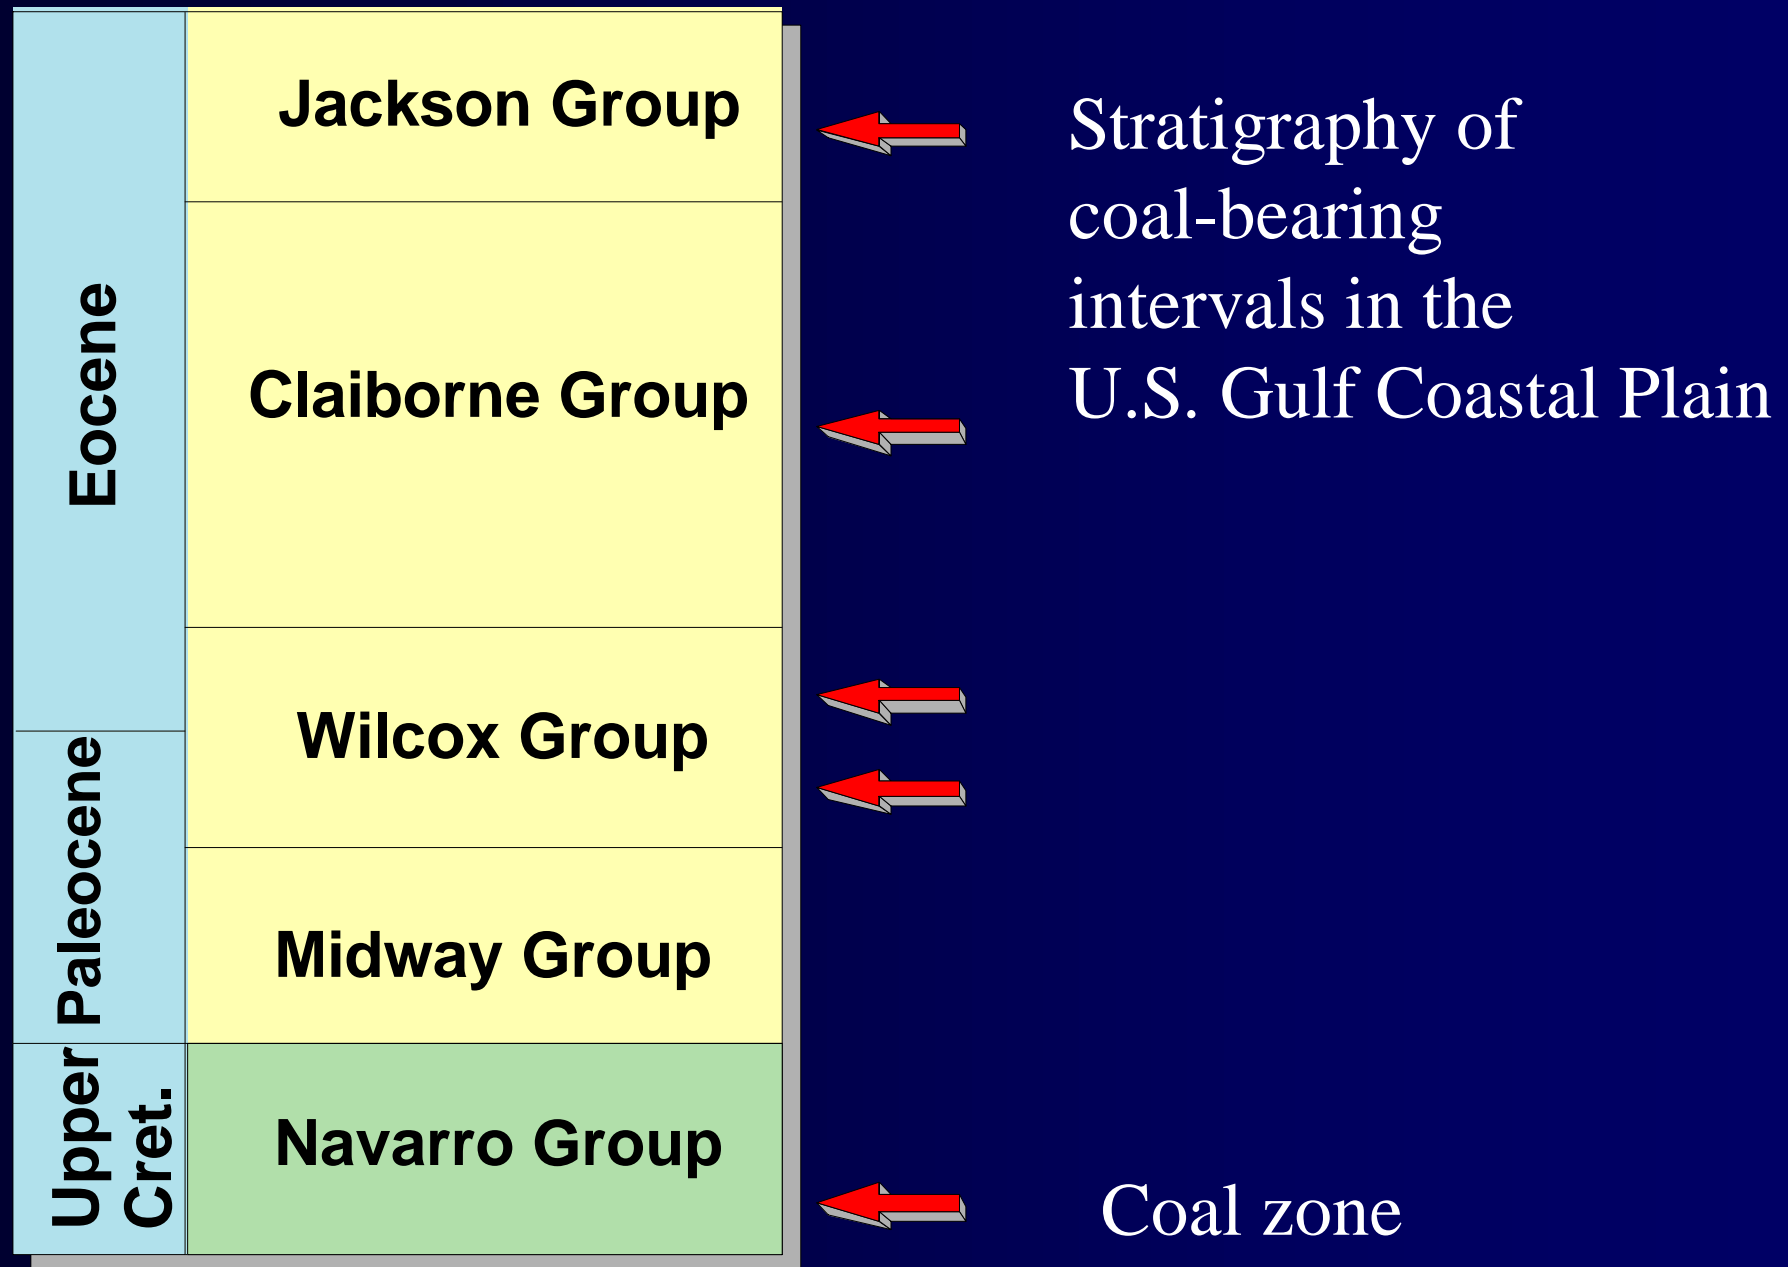 Eocene
Paleocene
Upper
Cret.
Jackson Group
Claiborne Group
Wilcox Group
Midway Group
Navarro Group
Stratigraphy of
coal-bearing
intervals in the
U.S. Gulf Coastal Plain
Coal zone